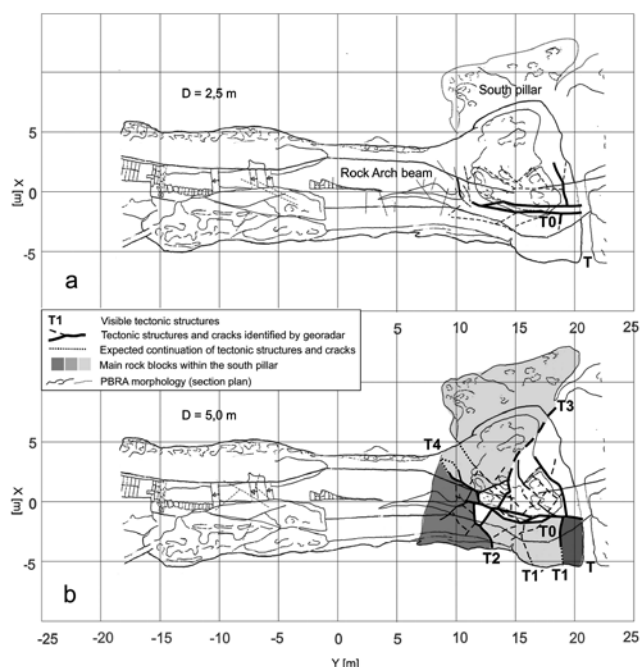 South pillar
D = 2,5 m
5
Rock Arch beam
[m] X
0
T0
-5
a
T
T1
Visible tectonic structures
Tectonic structures and cracks identified by georadar
Expected continuation of tectonic structures and cracks
Main rock blocks within the south pillar
PBRA morphology (section plan)
5 10 15 20 25
D = 5,0 m
T3
5
T4
[m] X
0
T0
-5
T2
T1´ T1 T
b
-25 -20 -15 -10 -5 0 5 10 15 20 25
Y [m]